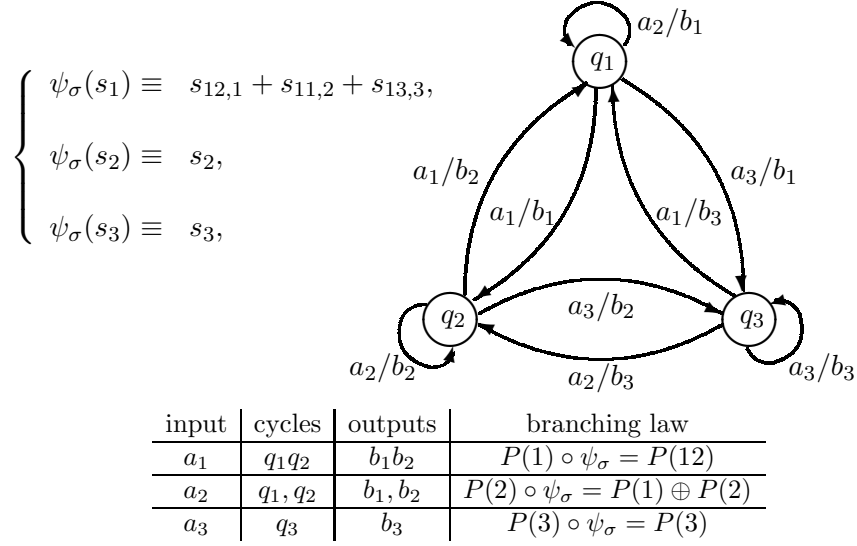 ψσ(s1) ≡ s12,1 + s11,2 + s13,3,
ψσ(s2) ≡ s2,
ψσ(s3) ≡ s3,
a2/b1
q1
a1/b2
a3/b1
a1/b1
a1/b3
q2
a3/b2
q3
a2/b2
a2/b3
a3/b3
input cycles outputs branching law
a1 q1q2 b1b2 P(1) ∘ ψσ = P(12)
a2 q1, q2 b1, b2 P(2) ∘ ψσ = P(1) ⊕ P(2)
a3 q3 b3 P(3) ∘ ψσ = P(3)